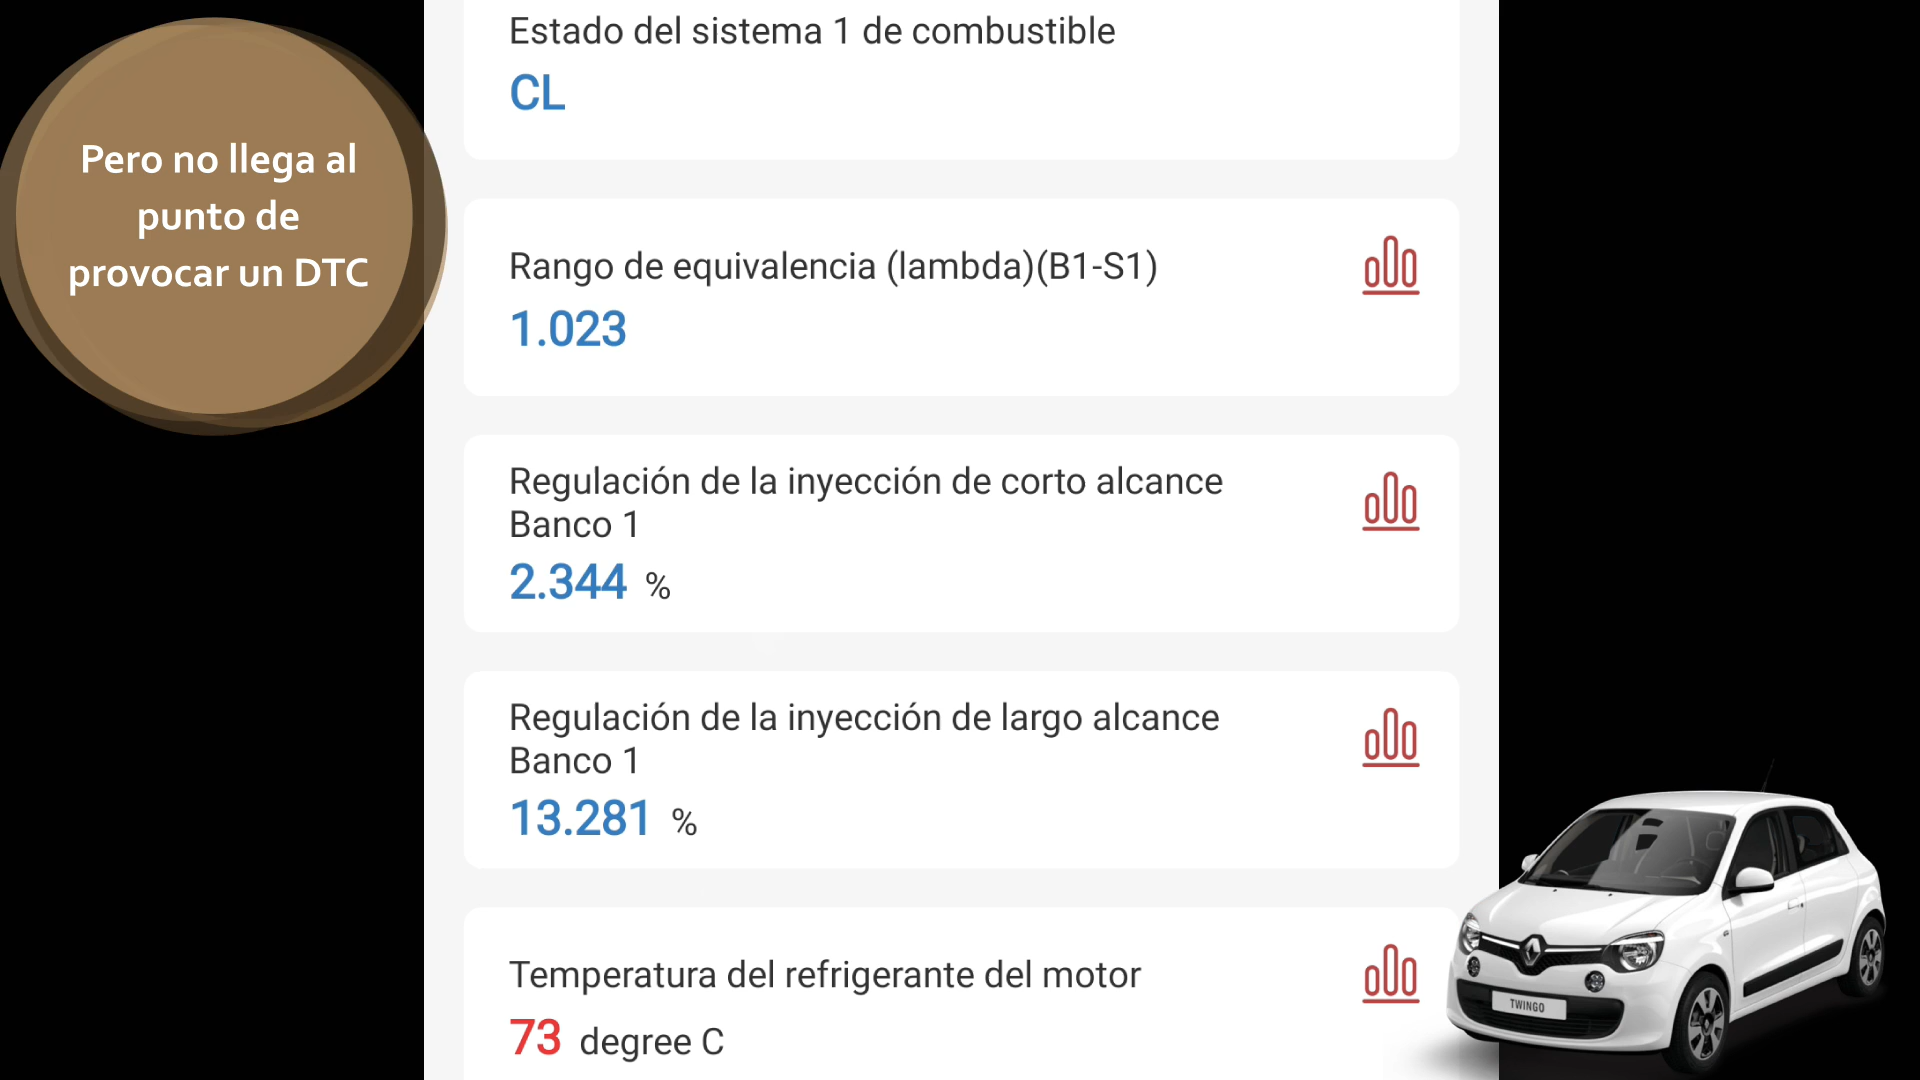 Pero no llega al
punto de
provocar un DTC
Estado del sistema 1 de combustible
CL
Rango de equivalencia (lambda)(B1-S1)
1.023
Regulación de la inyección de corto alcance
Banco 1
2.344 %
Regulación de la inyección de largo alcance
Banco 1
13.281 %
Temperatura del refrigerante del motor
73 degree C
TWINGO